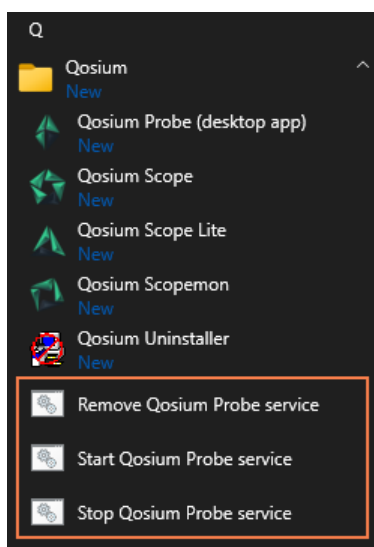 Q
Qosium
New
Qosium Probe (desktop app)
New
Qosium Scope
New
Qosium Scope Lite
New
Qosium Scopemon
New
Qosium Uninstaller
New
Remove Qosium Probe service
Start Qosium Probe service
Stop Qosium Probe service